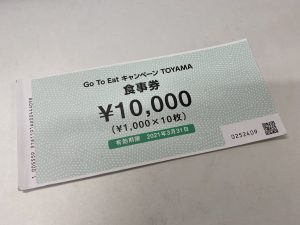 Go To Eat キャンペーン TOYAMA
食事券
¥10,000
(¥1,000×10枚)
有効期限 2021年3月31日
0252409